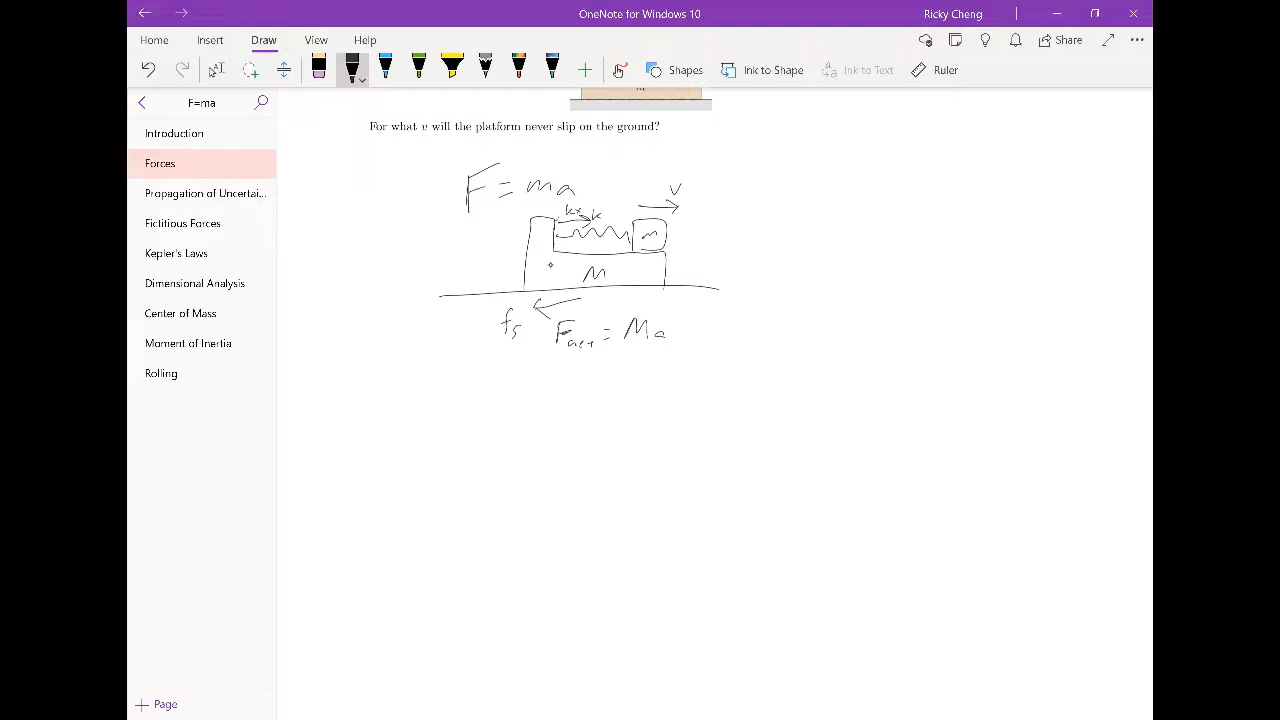 OneNote for Windows 10
Ricky Cheng
Home Insert Draw View Help
Share
Shapes Ink to Shape Ink to Text Ruler
F=ma
Introduction
Forces
Propagation of Uncertai...
Fictitious Forces
Kepler's Laws
Dimensional Analysis
Center of Mass
Moment of Inertia
Rolling
Page
For what v will the platform never slip on the ground?
F = ma
v
kx k
m
M
fs
Fnet = Ma